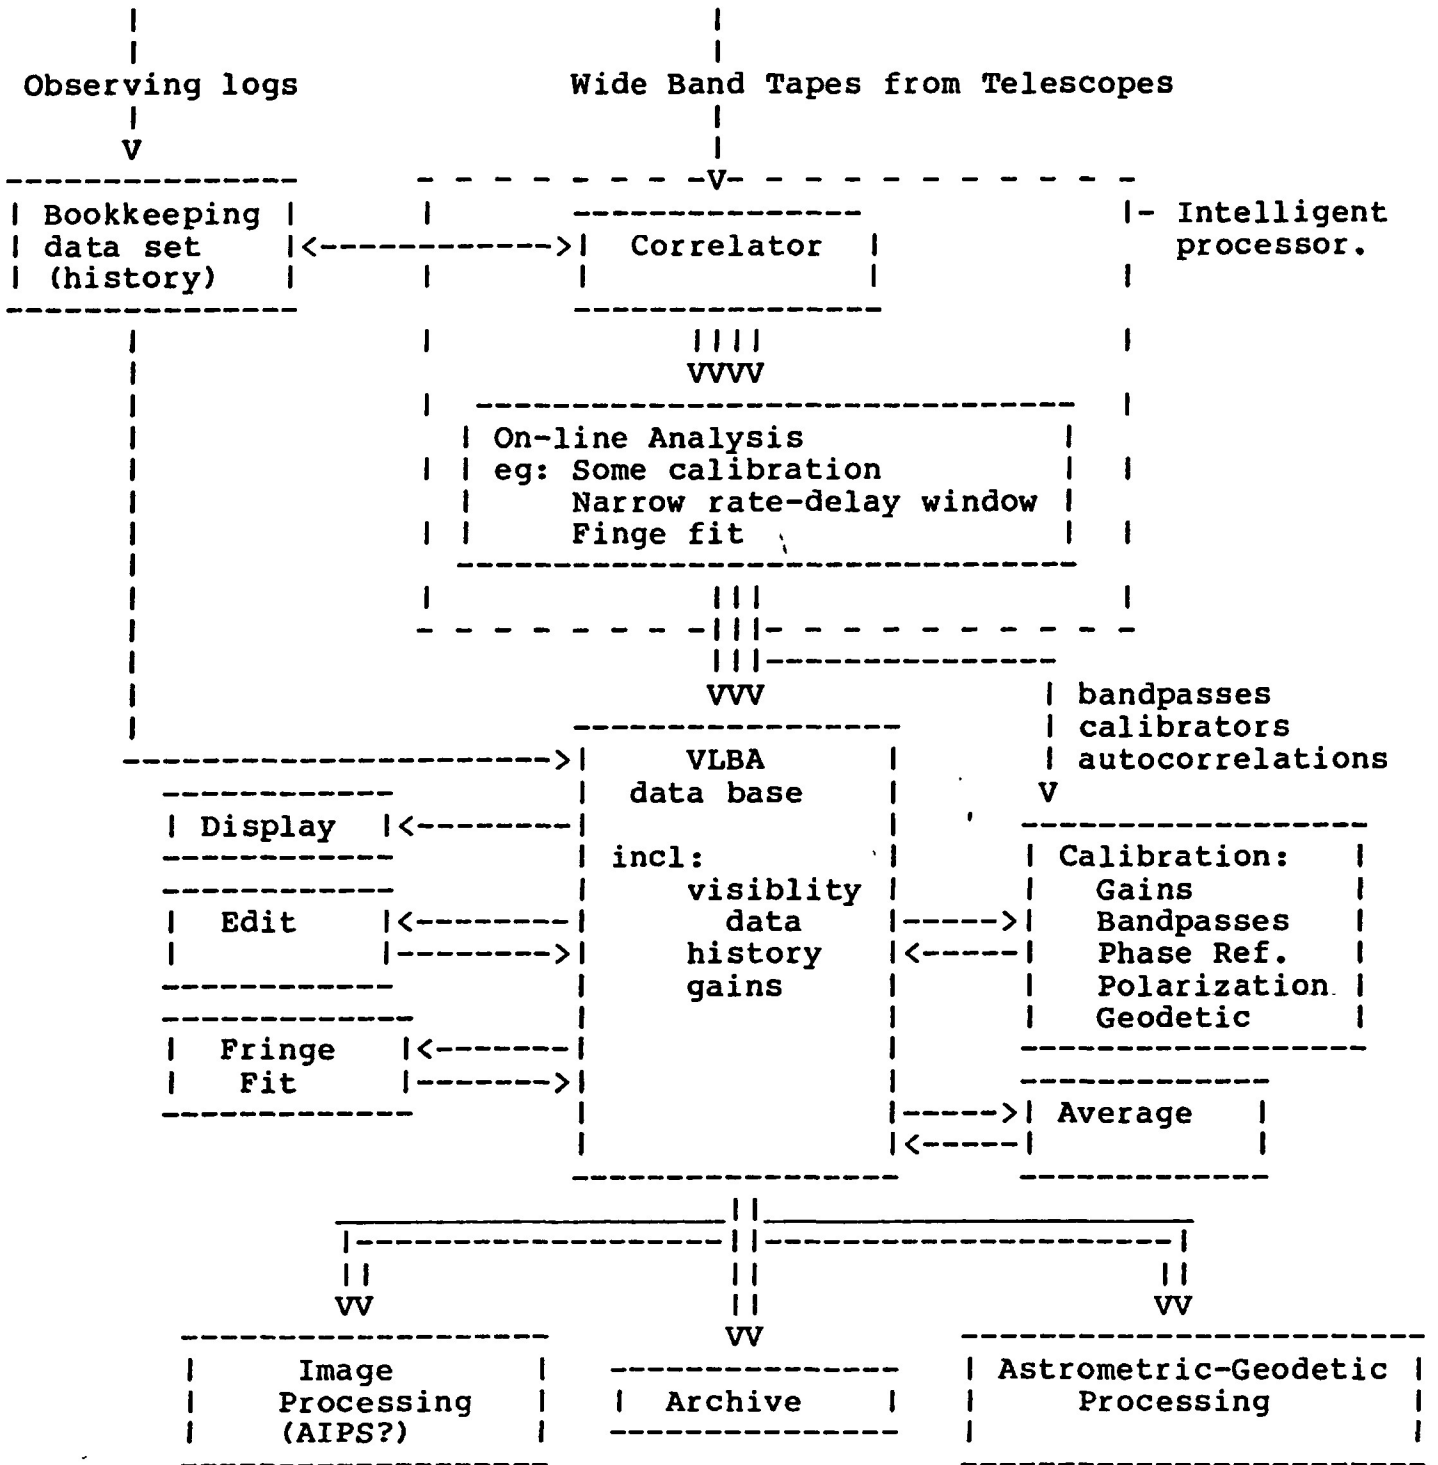 Observing logs
Wide Band Tapes from Telescopes
Bookkeeping
data set
(history)
Correlator
Intelligent
processor.
On-line Analysis
eg: Some calibration
Narrow rate-delay window
Finge fit
bandpasses
calibrators
autocorrelations
VLBA
data base
incl:
visiblity
data
history
gains
Display
Edit
Fringe
Fit
Calibration:
Gains
Bandpasses
Phase Ref.
Polarization
Geodetic
Average
Image
Processing
(AIPS?)
Archive
Astrometric-Geodetic
Processing